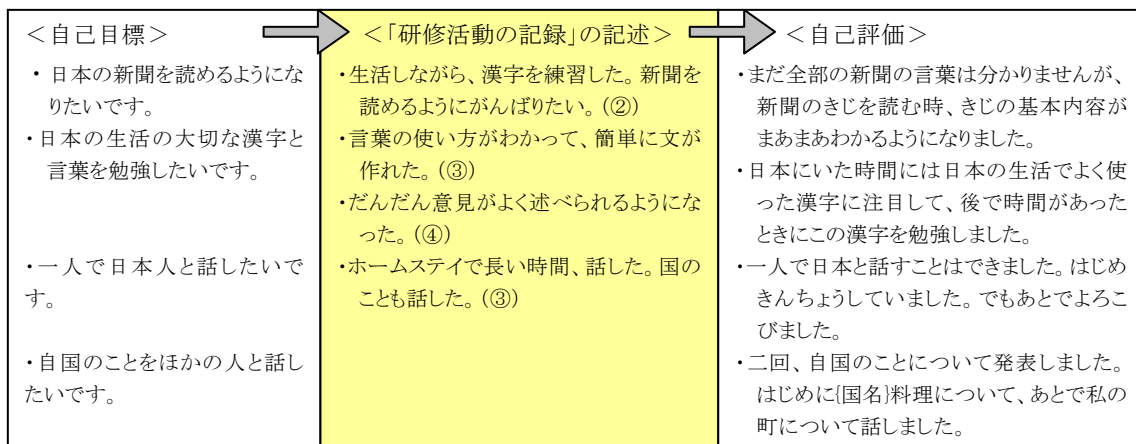 ＜自己目標＞
・日本の新聞を読めるようにな
りたいです。
・日本の生活の大切な漢字と
言葉を勉強したいです。
・一人で日本人と話したいで
す。
・自国のことをほかの人と話し
たいです。
＜「研修活動の記録」の記述＞
・生活しながら、漢字を練習した。新聞を
読めるようにがんばりたい。（②）
・言葉の使い方がわかって、簡単に文が
作れた。（③）
・だんだん意見がよく述べられるようにな
った。（④）
・ホームステイで長い時間、話した。国の
ことも話した。（③）
＜自己評価＞
・まだ全部の新聞の言葉は分かりませんが、
新聞のきじを読む時、きじの基本内容が
まあまあわかるようになりました。
・日本にいた時間には日本の生活でよく使
った漢字に注目して、後で時間があった
ときにこの漢字を勉強しました。
・一人で日本と話すことはできました。はじめ
きんちょうしていました。でもあとでよろこ
びました。
・二回、自国のことについて発表しました。
はじめに{国名}料理について、あとで私の
町について話しました。